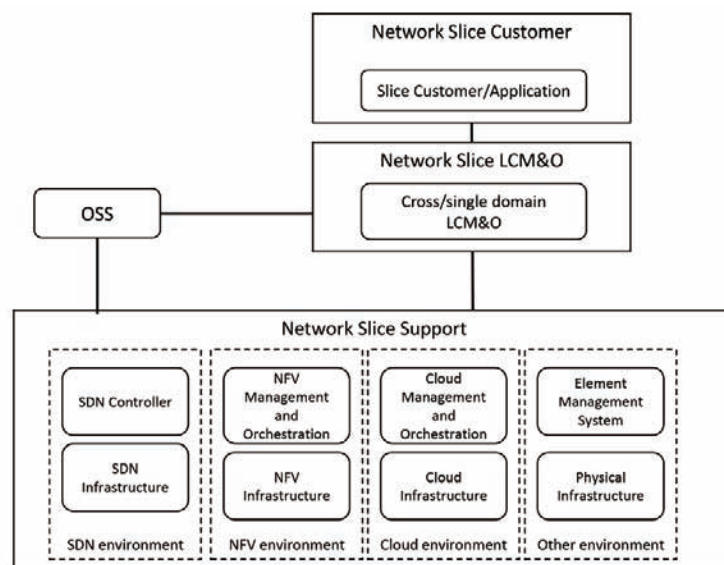 Network Slice Customer
Slice Customer/Application
Network Slice LCM&O
Cross/single domain
LCM&O
OSS
Network Slice Support
SDN Controller
SDN
Infrastructure
SDN environment
NFV
Management
and
Orchestration
NFV
Infrastructure
NFV environment
Cloud
Management
and
Orchestration
Cloud
Infrastructure
Cloud environment
Element
Management
System
Physical
Infrastructure
Other environment